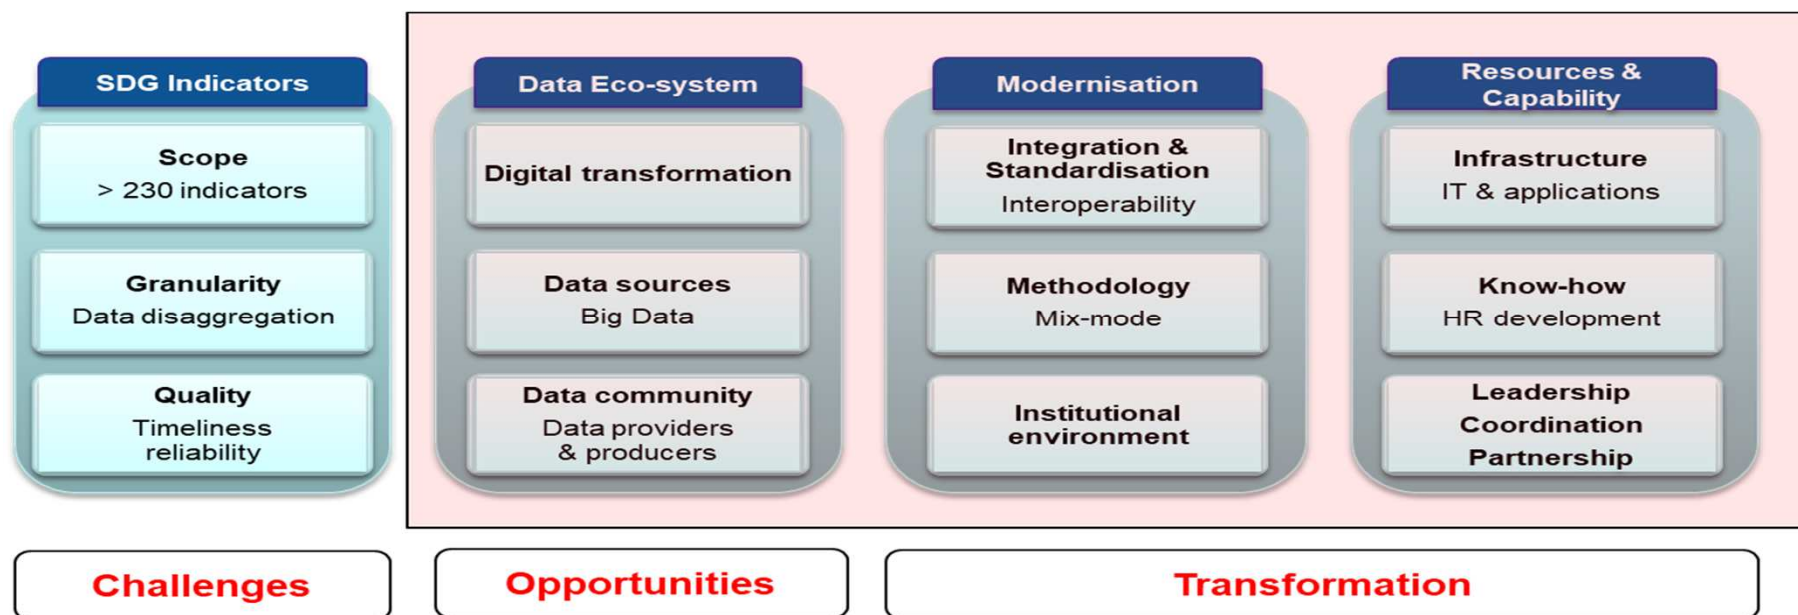 SDG Indicators
Scope
> 230 indicators
Granularity
Data disaggregation
Quality
Timeliness
reliability
Challenges
Data Eco-system
Digital transformation
Data sources
Big Data
Data community
Data providers
& producers
Opportunities
Modernisation
Integration &
Standardisation
Interoperability
Methodology
Mix-mode
Institutional
environment
Resources &
Capability
Infrastructure
IT & applications
Know-how
HR development
Leadership
Coordination
Partnership
Transformation